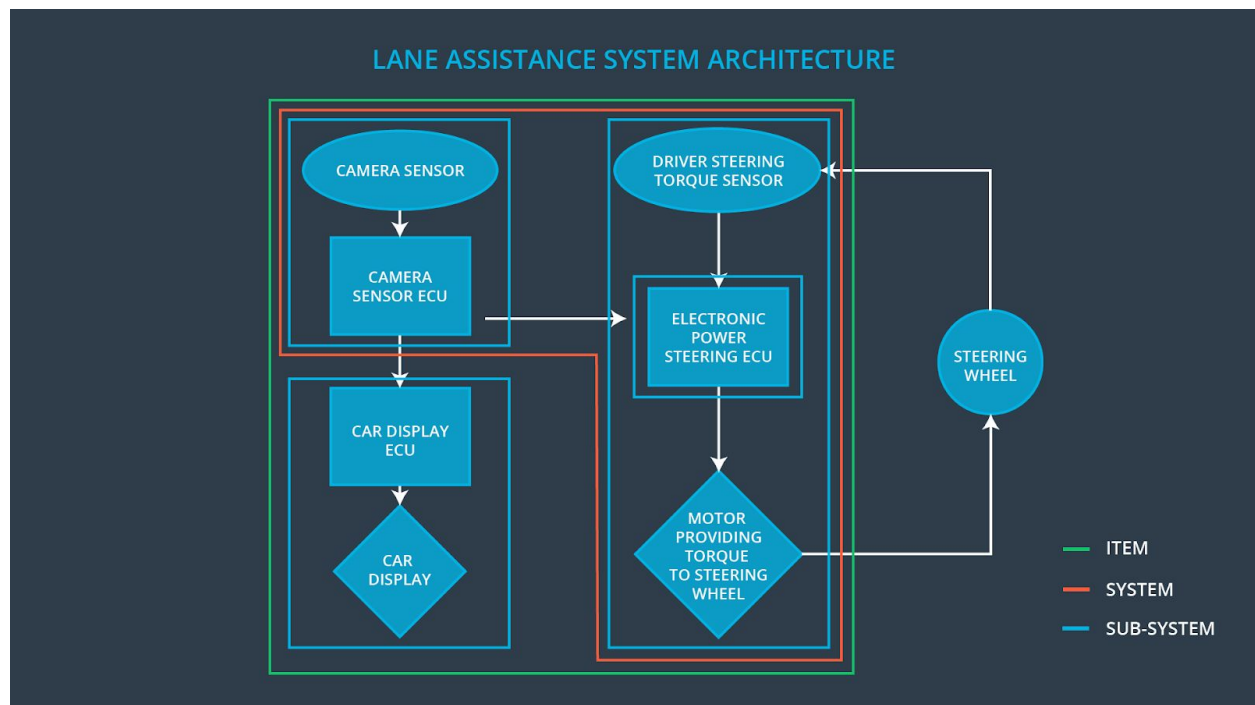 LANE ASSISTANCE SYSTEM ARCHITECTURE
CAMERA SENSOR
CAMERA
SENSOR ECU
CAR DISPLAY
ECU
CAR
DISPLAY
DRIVER STEERING
TORQUE SENSOR
ELECTRONIC
POWER
STEERING ECU
MOTOR
PROVIDING
TORQUE
TO STEERING
WHEEL
STEERING
WHEEL
ITEM
SYSTEM
SUB-SYSTEM